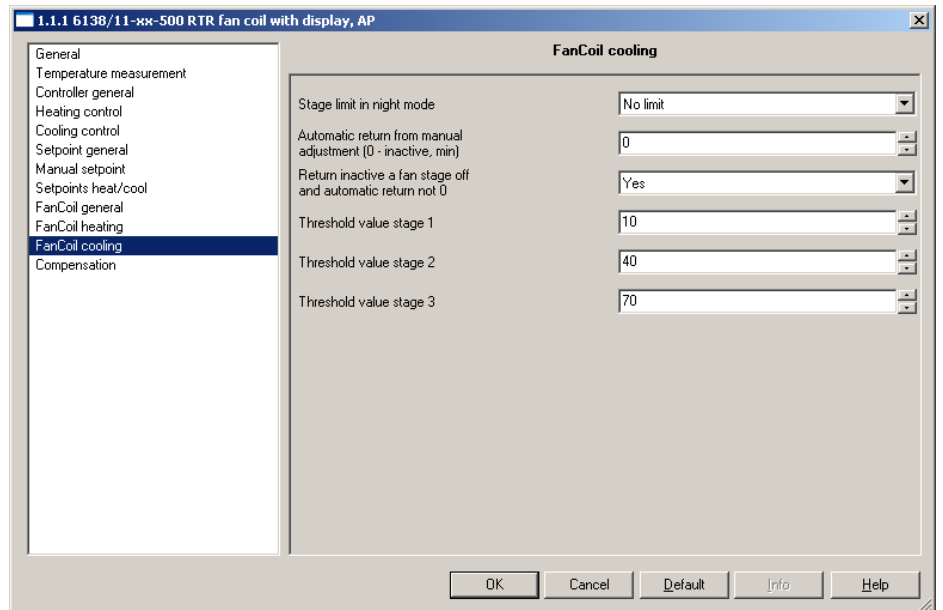 1.1.1 6138/11-xx-500 RTR fan coil with display, AP
General
Temperature measurement
Controller general
Heating control
Cooling control
Setpoint general
Manual setpoint
Setpoints heat/cool
FanCoil general
FanCoil heating
FanCoil cooling
Compensation
FanCoil cooling
Stage limit in night mode
No limit
Automatic return from manual
adjustment (0 - inactive, min)
0
Return inactive a fan stage off
and automatic return not 0
Yes
Threshold value stage 1
10
Threshold value stage 2
40
Threshold value stage 3
70
OK
Cancel
Default
Info
Help